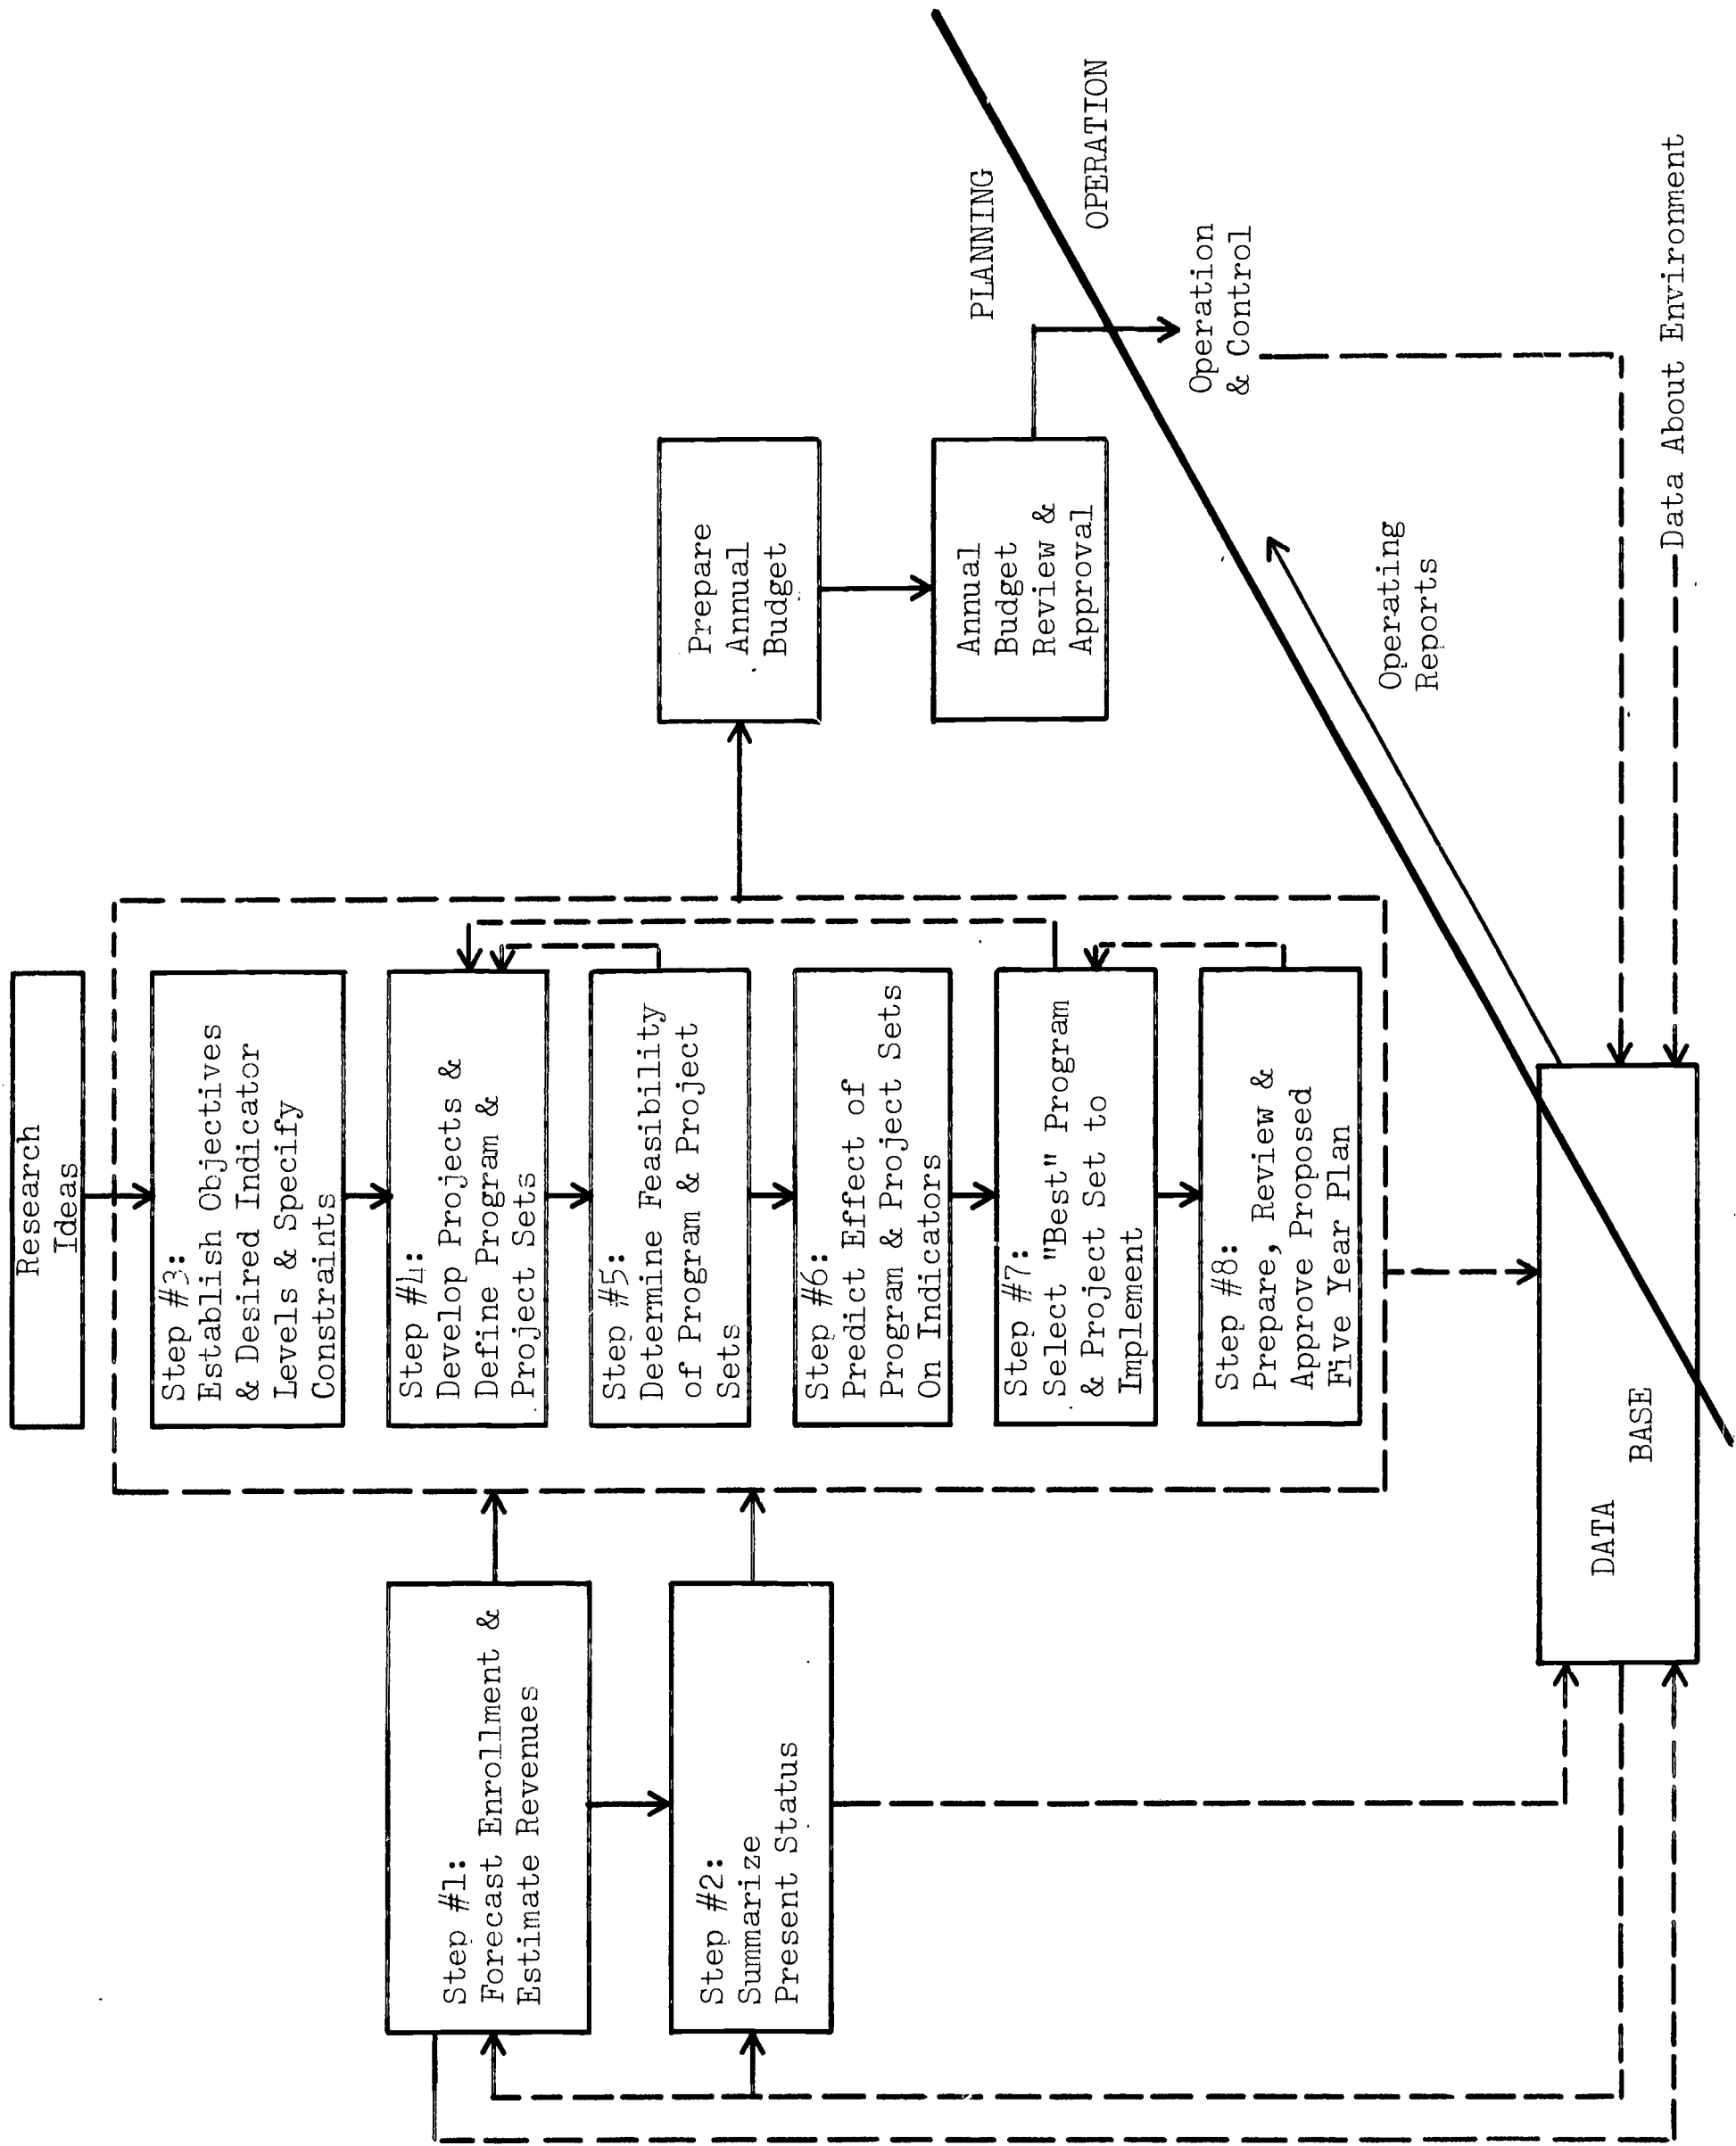 Research
Ideas
Step #1:
Forecast Enrollment &
Estimate Revenues
Step #2:
Summarize
Present Status
Step #3:
Establish Objectives
& Desired Indicator
Levels & Specify
Constraints
Step #4:
Develop Projects &
Define Program &
Project Sets
Step #5:
Determine Feasibility
of Program & Project
Sets
Step #6:
Predict Effect of
Program & Project Sets
On Indicators
Step #7:
Select "Best" Program
& Project Set to
Implement
Step #8:
Prepare, Review &
Approve Proposed
Five Year Plan
Prepare
Annual
Budget
Annual
Budget
Review &
Approval
PLANNING
OPERATION
Operation
& Control
Operating
Reports
Data About Environment
DATA
BASE